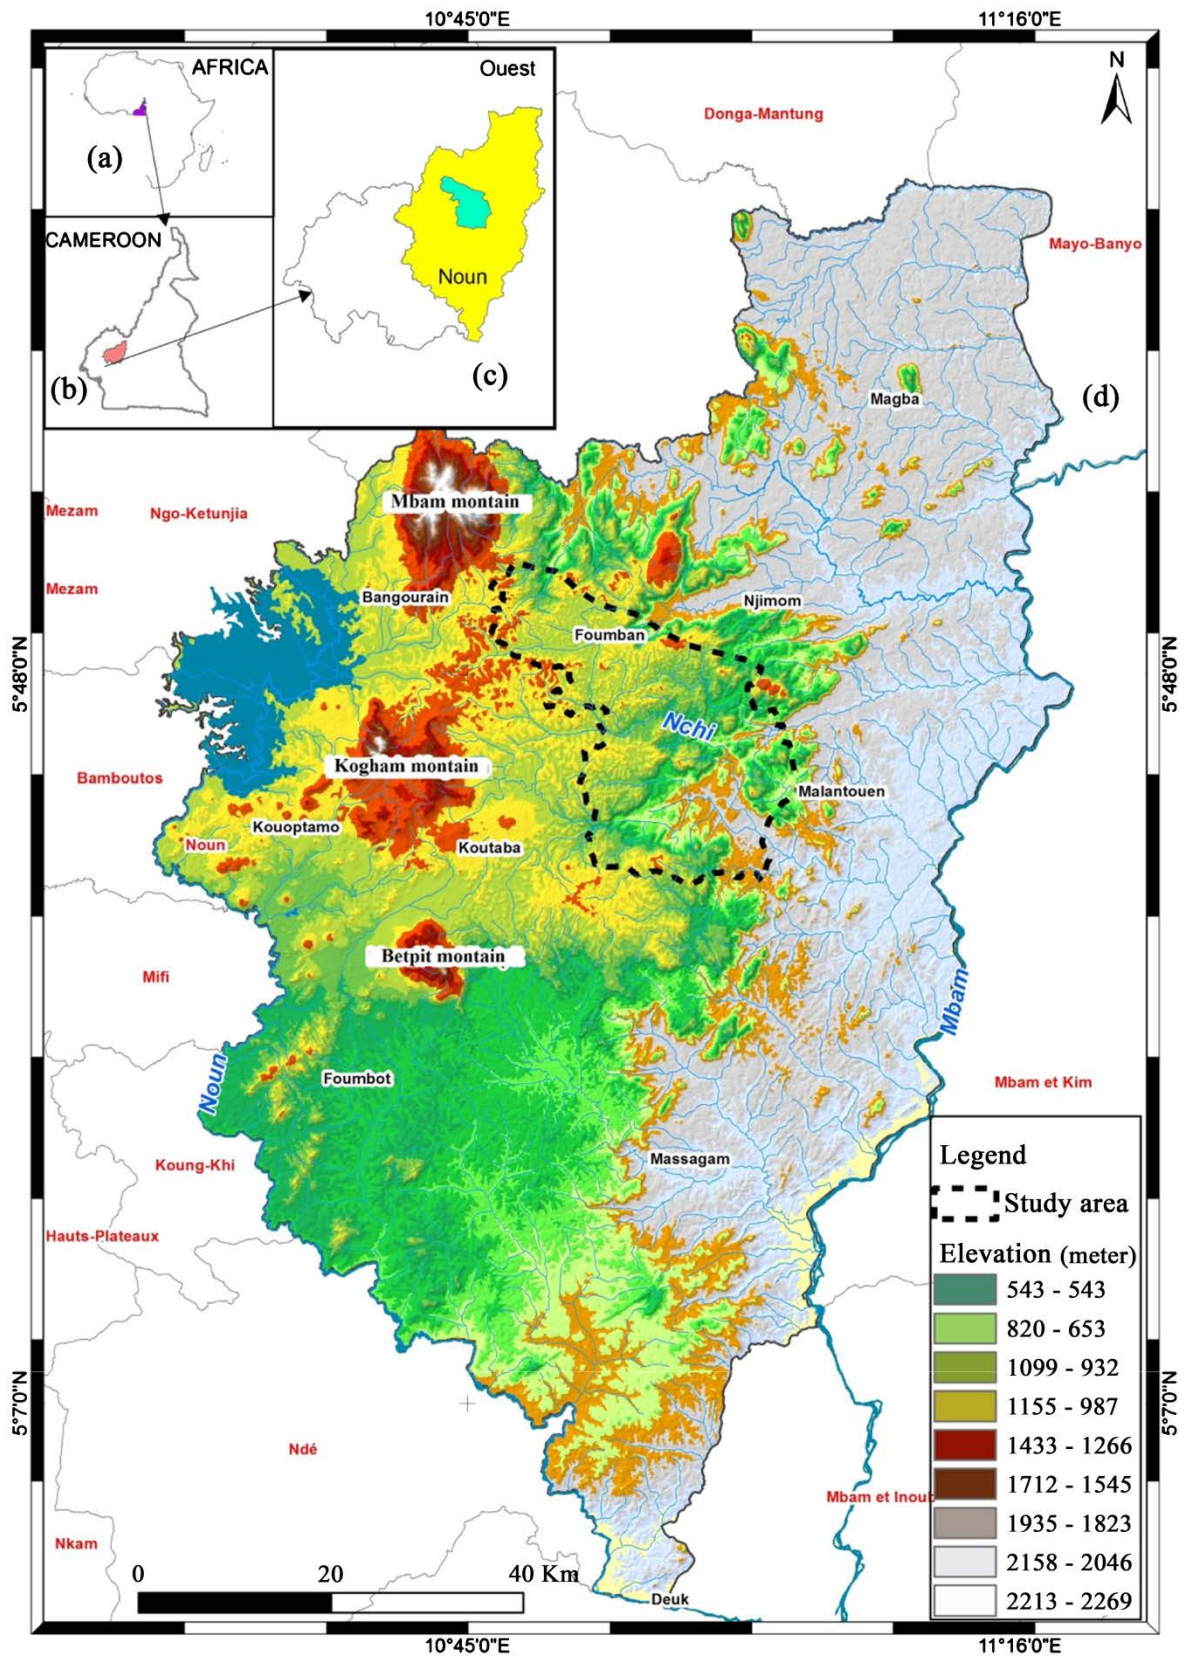 10°45'0"E
11°16'0"E
AFRICA
(a)
CAMEROON
(b)
Ouest
Noun
(c)
N
Donga-Mantung
Mayo-Banyo
(d)
Magba
Mbam montain
Mezam
Ngo-Ketunjia
Mezam
Bangourain
Njimom
Foumban
5°48'0"N
5°48'0"N
Nchi
Kogham montain
Bamboutos
Malantouen
Kouoptamo
Noun
Koutaba
Betpit montain
Mifi
Mbam
Noun
Foumbot
Mbam et Kim
Massagam
Koung-Khi
Hauts-Plateaux
Legend
Study area
Elevation (meter)
543 - 543
820 - 653
1099 - 932
1155 - 987
1433 - 1266
1712 - 1545
1935 - 1823
2158 - 2046
2213 - 2269
5°7'0"N
5°7'0"N
Ndé
Mbam et Inoub
Nkam
0 20 40 Km
Deuk
10°45'0"E
11°16'0"E